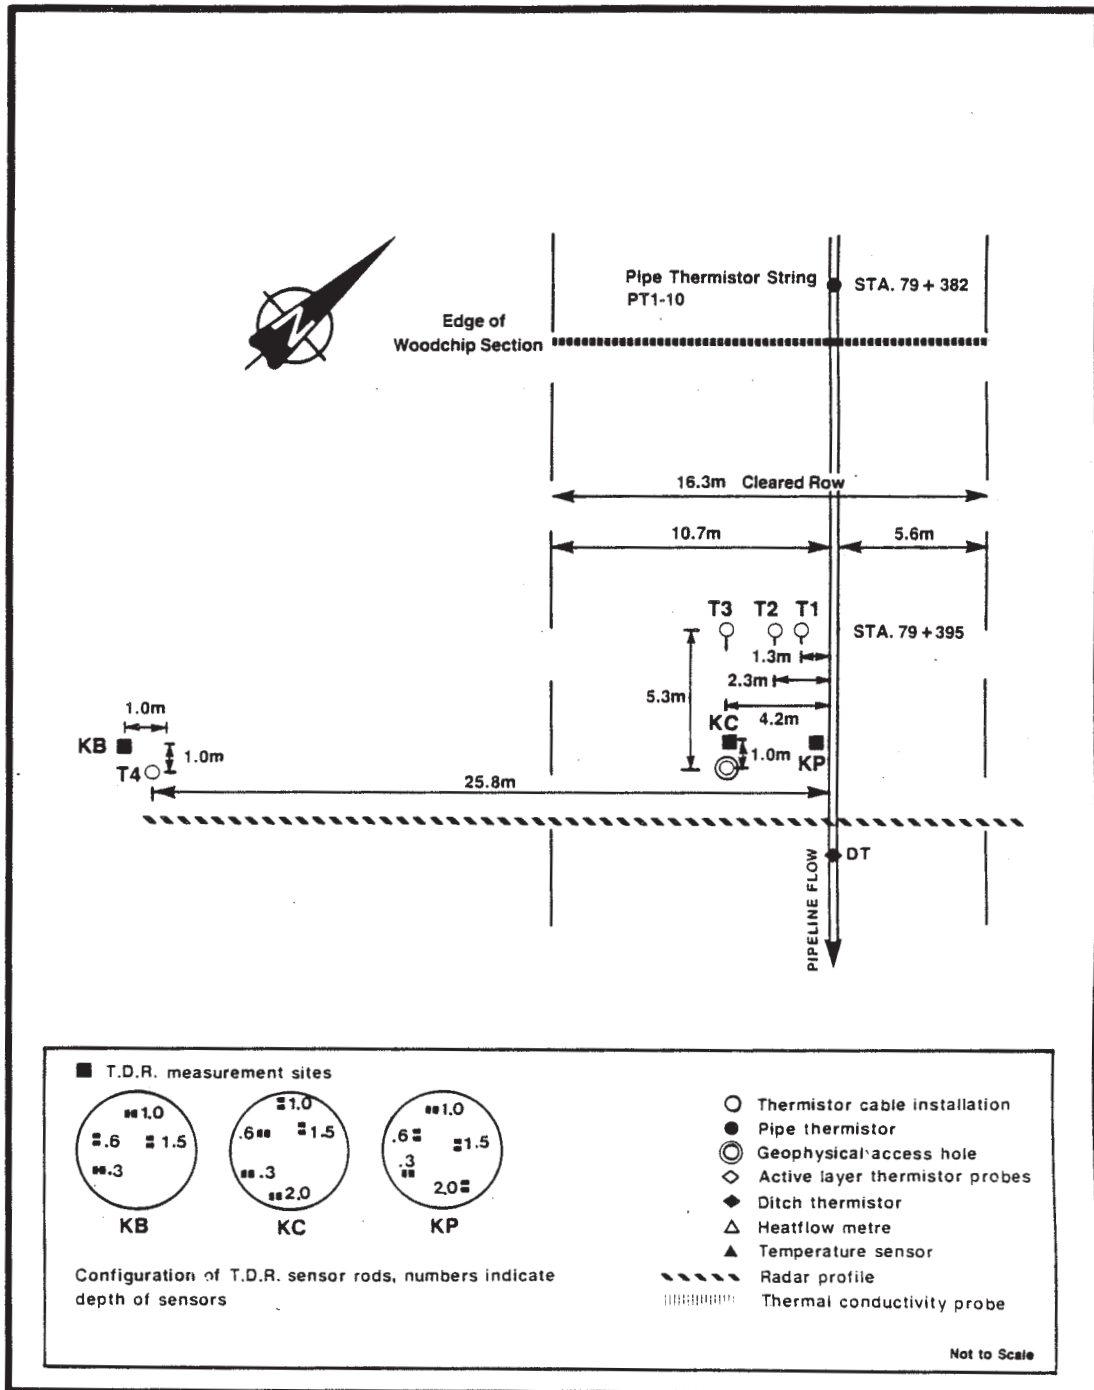 Pipe Thermistor String
PT1-10
STA. 79 + 382
N
Edge of
Woodchip Section
16.3m Cleared Row
10.7m
5.6m
T3
T2
T1
STA. 79 + 395
1.3m
2.3m
5.3m
4.2m
1.0m
KB
1.0m
T4
KC
1.0m
KP
25.8m
DT
PIPELINE FLOW
T.D.R. measurement sites
1.0
.6
1.5
.3
KB
1.0
.6
1.5
.3
2.0
KC
1.0
.6
1.5
.3
2.0
KP
Configuration of T.D.R. sensor rods, numbers indicate
depth of sensors
Thermistor cable installation
Pipe thermistor
Geophysical access hole
Active layer thermistor probes
Ditch thermistor
Heatflow metre
Temperature sensor
Radar profile
Thermal conductivity probe
Not to Scale